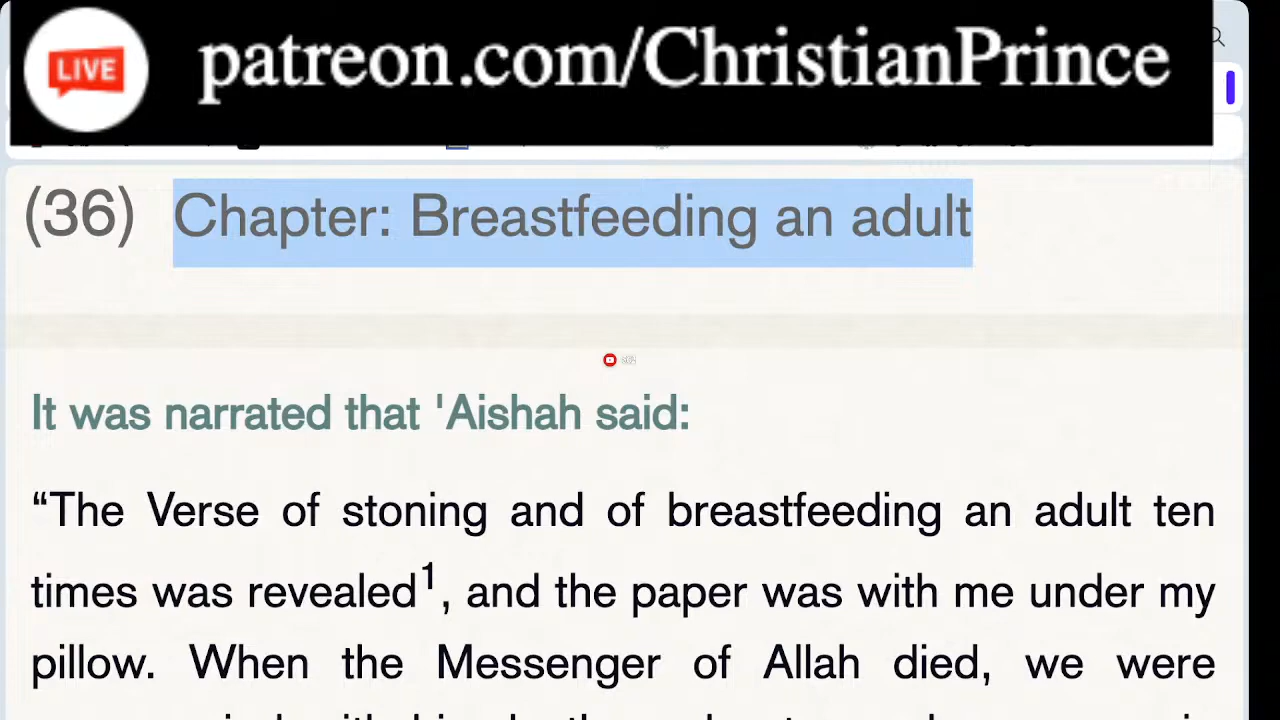 LIVE
patreon.com/ChristianPrince
(36) Chapter: Breastfeeding an adult
It was narrated that 'Aishah said:
“The Verse of stoning and of breastfeeding an adult ten
times was revealed1, and the paper was with me under my
pillow. When the Messenger of Allah died, we were